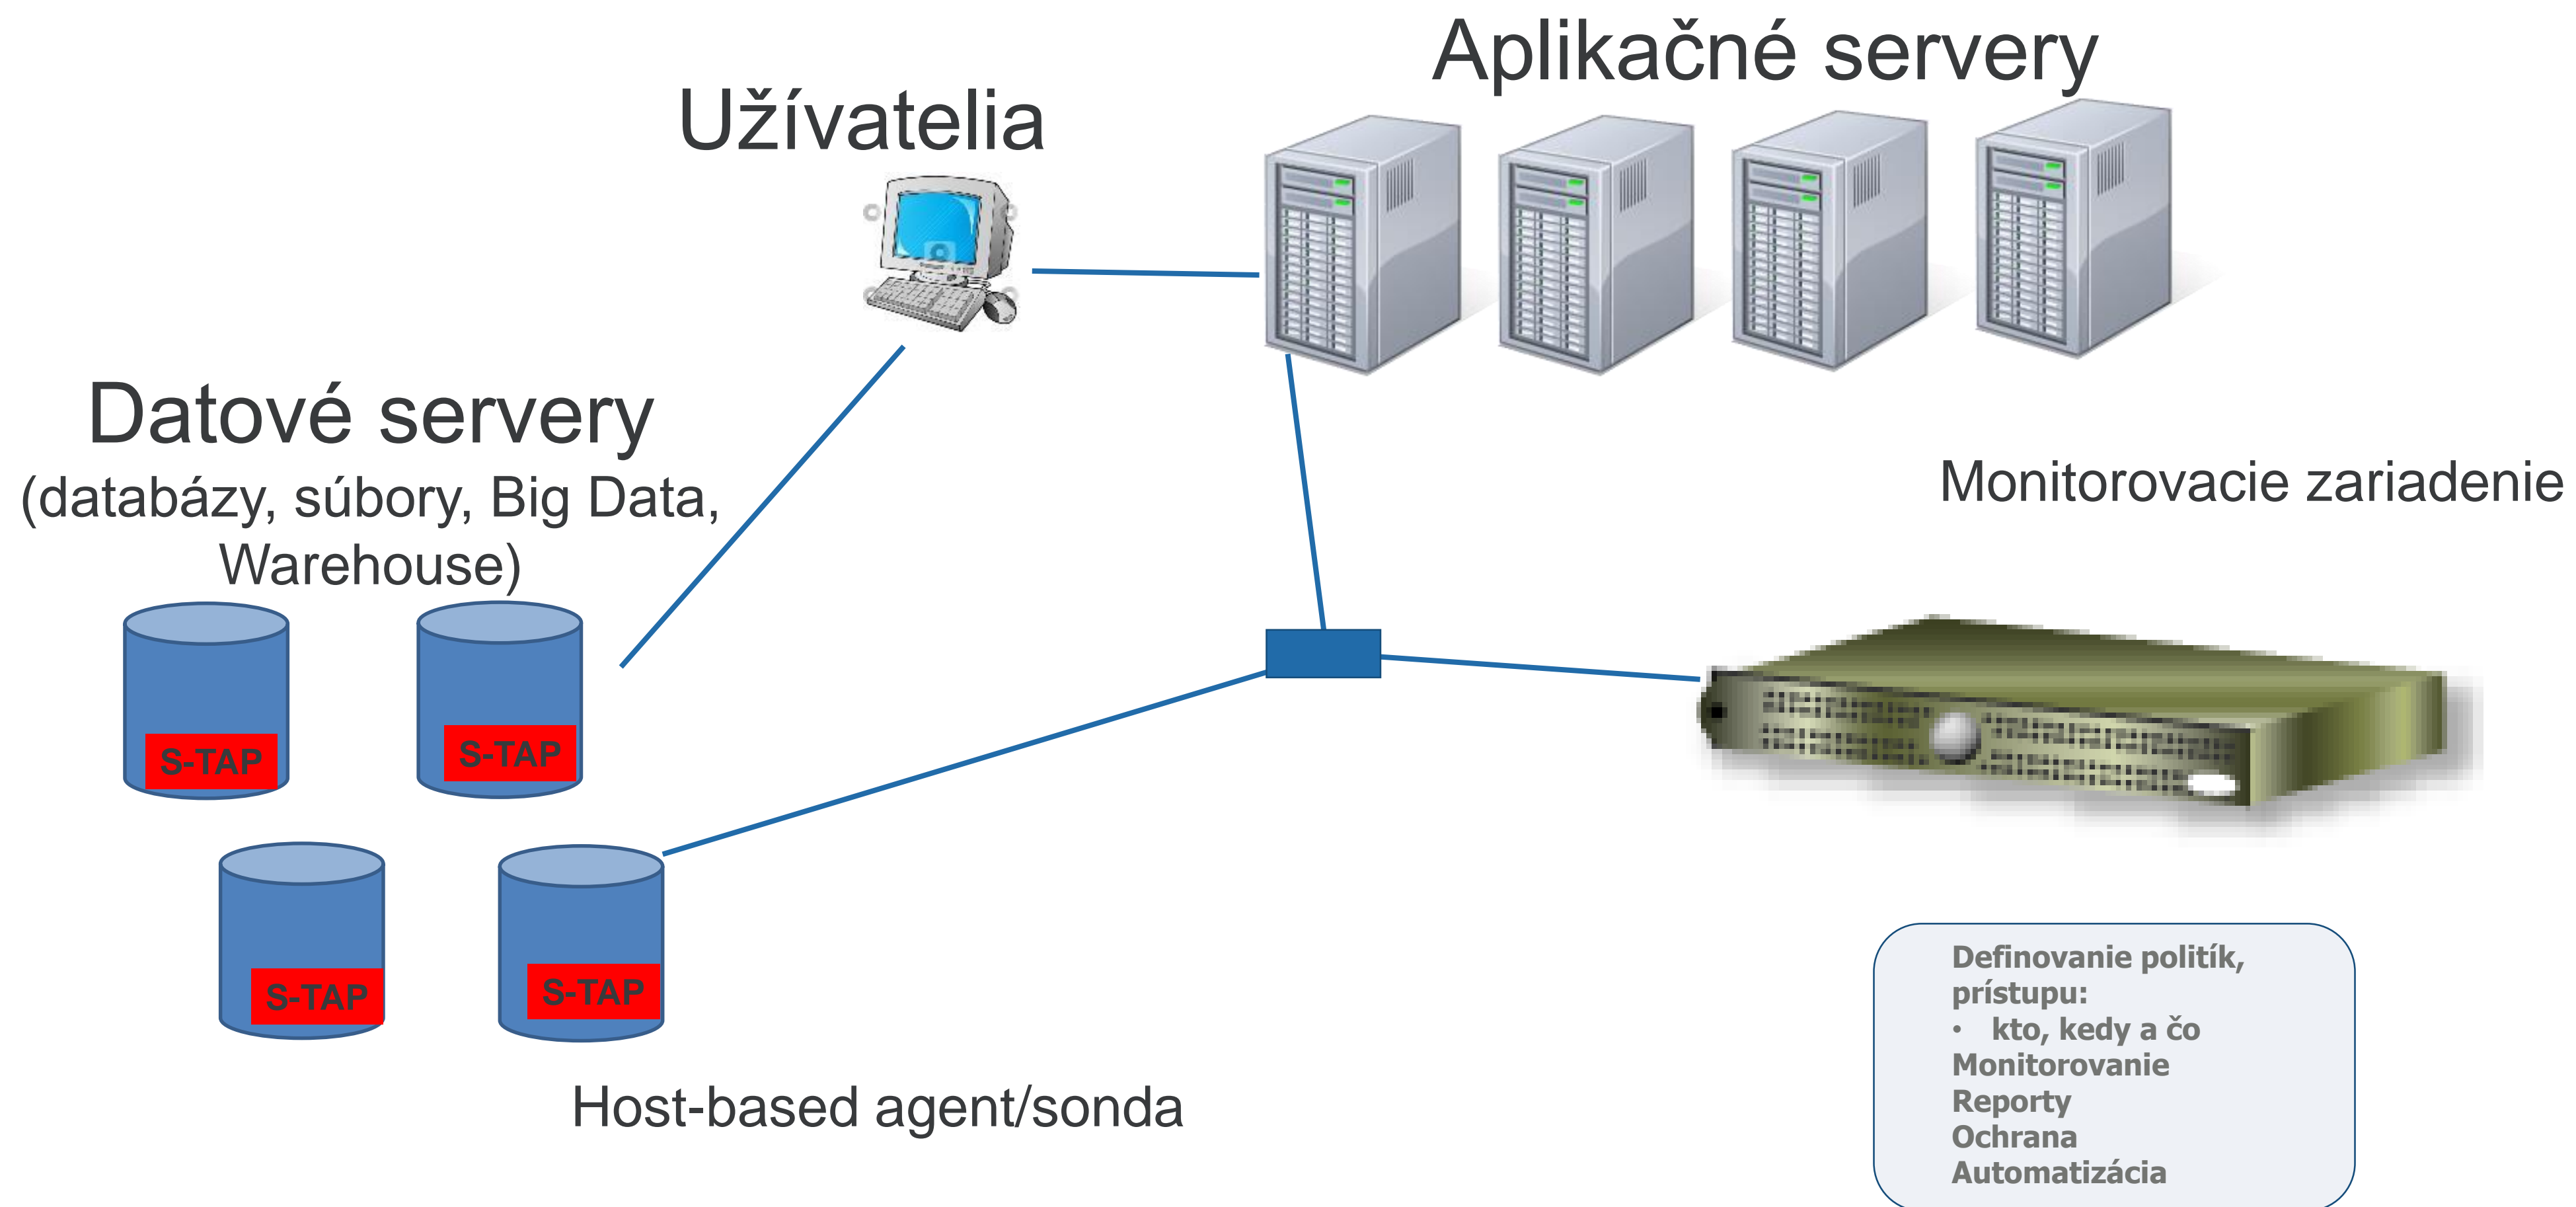 Aplikačné servery
Užívatelia
Datové servery
(databázy, súbory, Big Data,
Warehouse)
Monitorovacie zariadenie
S-TAP
S-TAP
S-TAP
S-TAP
Host-based agent/sonda
Definovanie politík,
prístupu:
• kto, kedy a čo
Monitorovanie
Reporty
Ochrana
Automatizácia